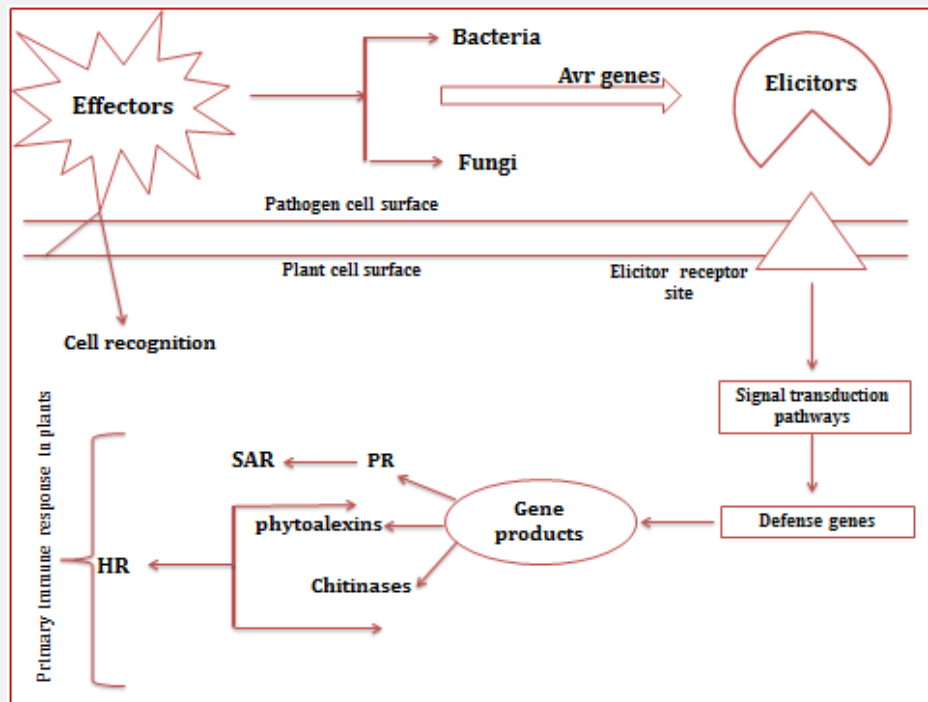 Bacteria
Avr genes
Effectors
Elicitors
Fungi
Pathogen cell surface
Plant cell surface
Elicitor receptor
site
Cell recognition
Signal transduction
pathways
Primary immune response in plants
SAR
PR
Gene
products
phytoalexins
Defense genes
HR
Chitinases